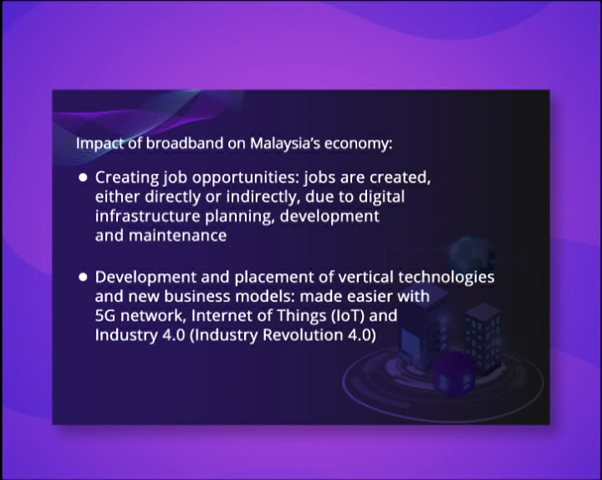 Impact of broadband on Malaysia's economy:
● Creating job opportunities: jobs are created,
either directly or indirectly, due to digital
infrastructure planning, development
and maintenance
● Development and placement of vertical technologies
and new business models: made easier with
5G network, Internet of Things (IoT) and
Industry 4.0 (Industry Revolution 4.0)